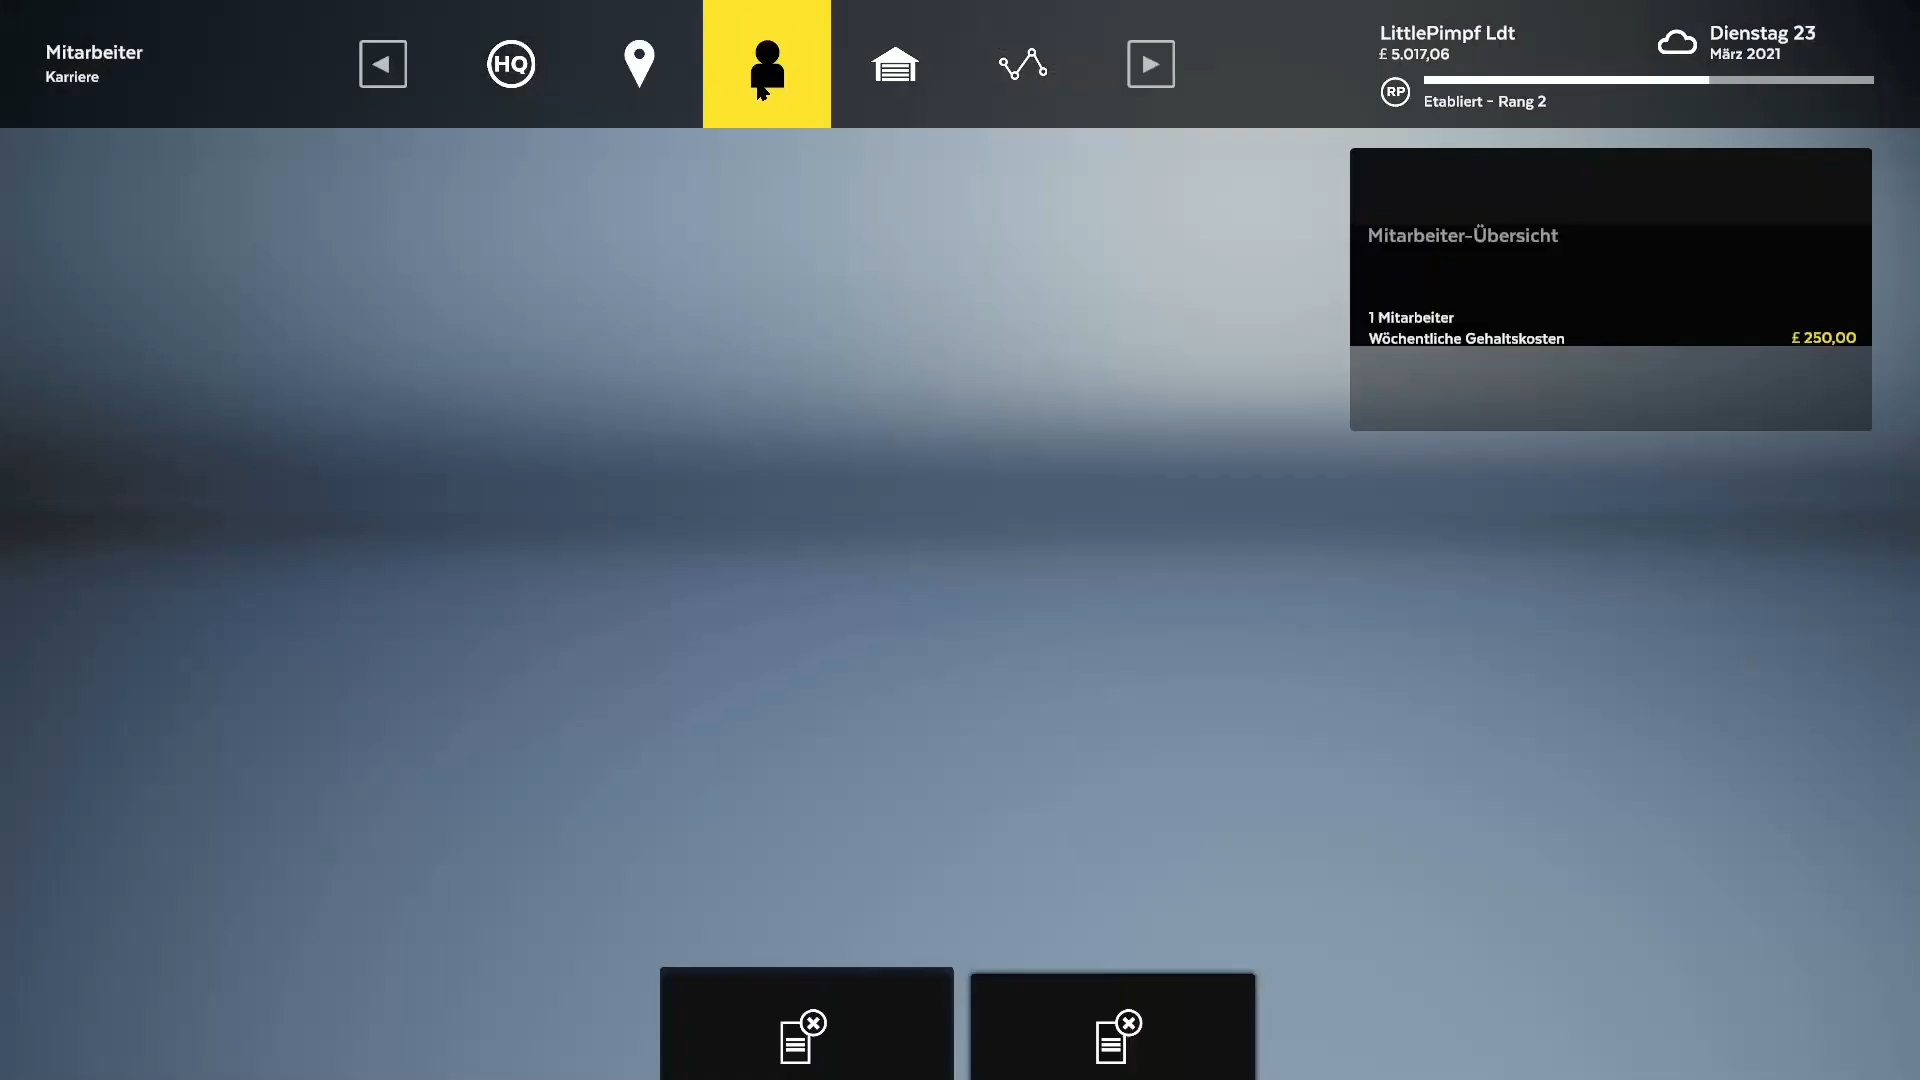 Mitarbeiter
Karriere
HQ
LittlePimpf Ldt
£ 5.017,06
Dienstag 23
März 2021
RP
Etabliert - Rang 2
Mitarbeiter-Übersicht
1 Mitarbeiter
Wöchentliche Gehaltskosten
£ 250,00